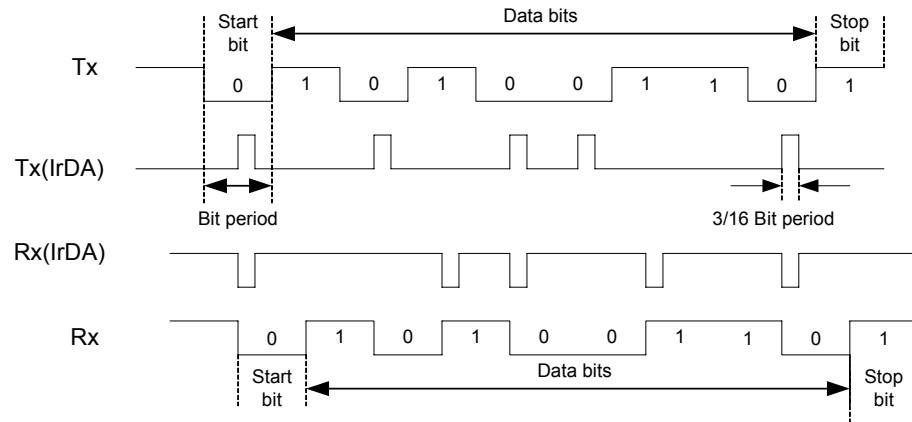 Start
bit
Data bits
Stop
bit
Tx
0 1 0 1 0 0 1 1 0 1
Tx(IrDA)
Bit period
3/16 Bit period
Rx(IrDA)
Rx
0 1 0 1 0 0 1 1 0 1
Start
bit
Data bits
Stop
bit